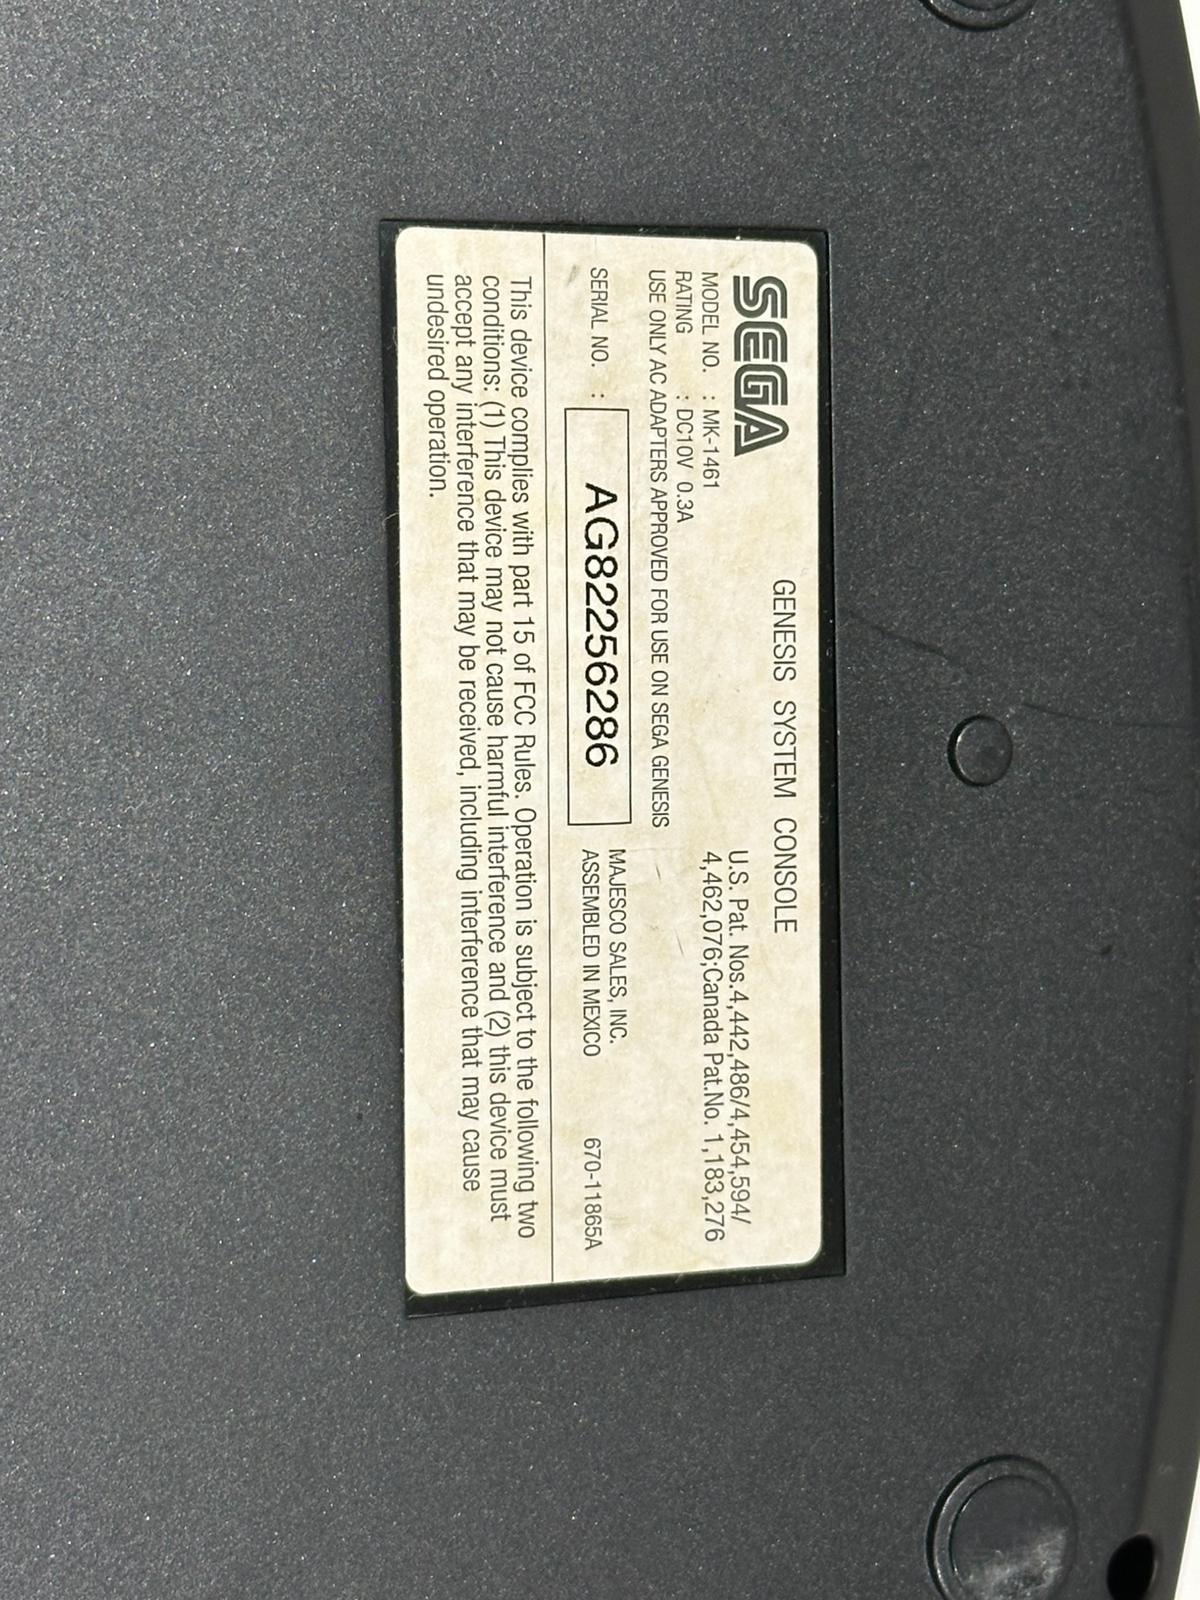 SEGA
GENESIS SYSTEM CONSOLE
MODEL NO. : MK-1461
RATING : DC10V 0.3A
USE ONLY AC ADAPTERS APPROVED FOR USE ON SEGA GENESIS
U.S. Pat. Nos.4,442,486/4,454,594/
4,462,076;Canada Pat.No. 1,183,276
SERIAL NO. : AG82256286
MAJESCO SALES, INC.
ASSEMBLED IN MEXICO
670-11865A
This device complies with part 15 of FCC Rules. Operation is subject to the following two
conditions: (1) This device may not cause harmful interference and (2) this device must
accept any interference that may be received, including interference that may cause
undesired operation.